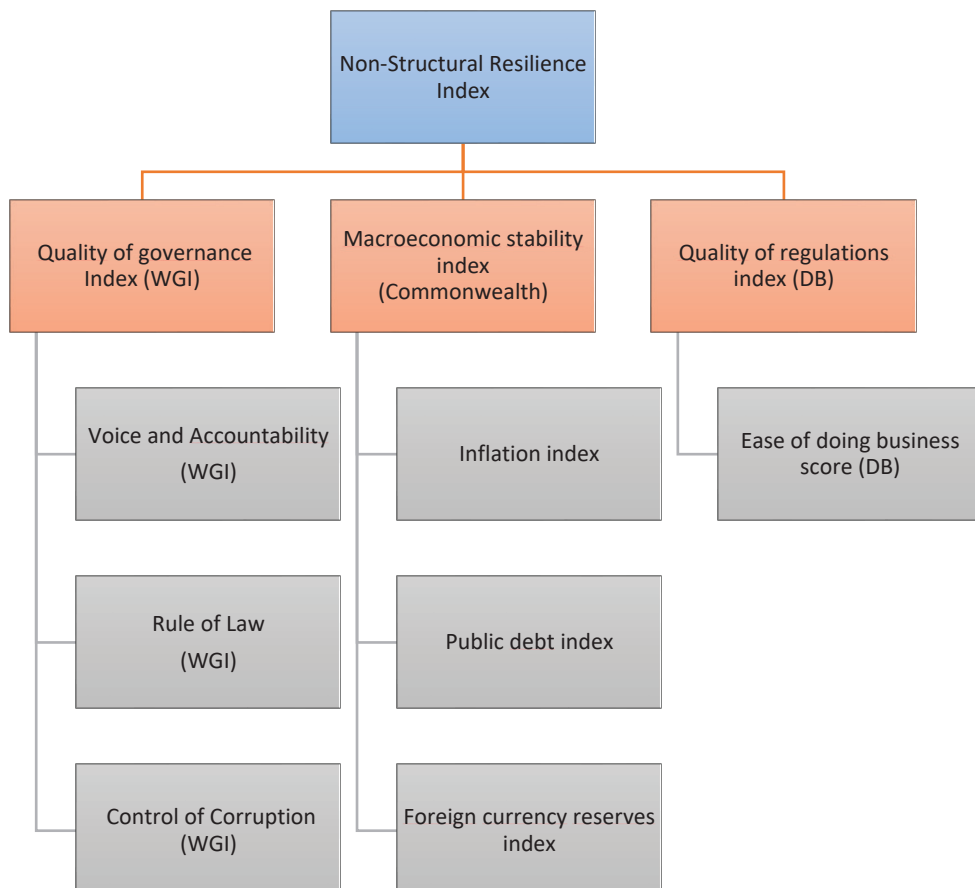 Non-Structural Resilience
Index
Quality of governance
Index (WGI)
Macroeconomic stability
index
(Commonwealth)
Quality of regulations
index (DB)
Voice and Accountability
(WGI)
Inflation index
Ease of doing business
score (DB)
Rule of Law
(WGI)
Public debt index
Control of Corruption
(WGI)
Foreign currency reserves
index